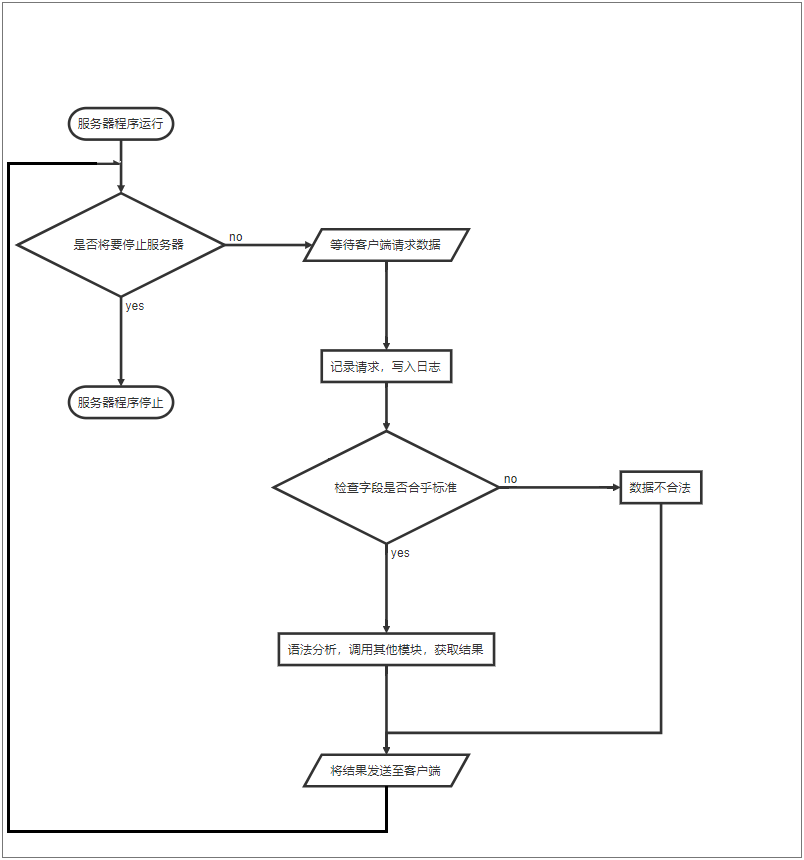 服务器程序运行
是否将要停止服务器
no
等待客户端请求数据
yes
记录请求，写入日志
服务器程序停止
检查字段是否合乎标准
no
数据不合法
yes
语法分析，调用其他模块，获取结果
将结果发送至客户端